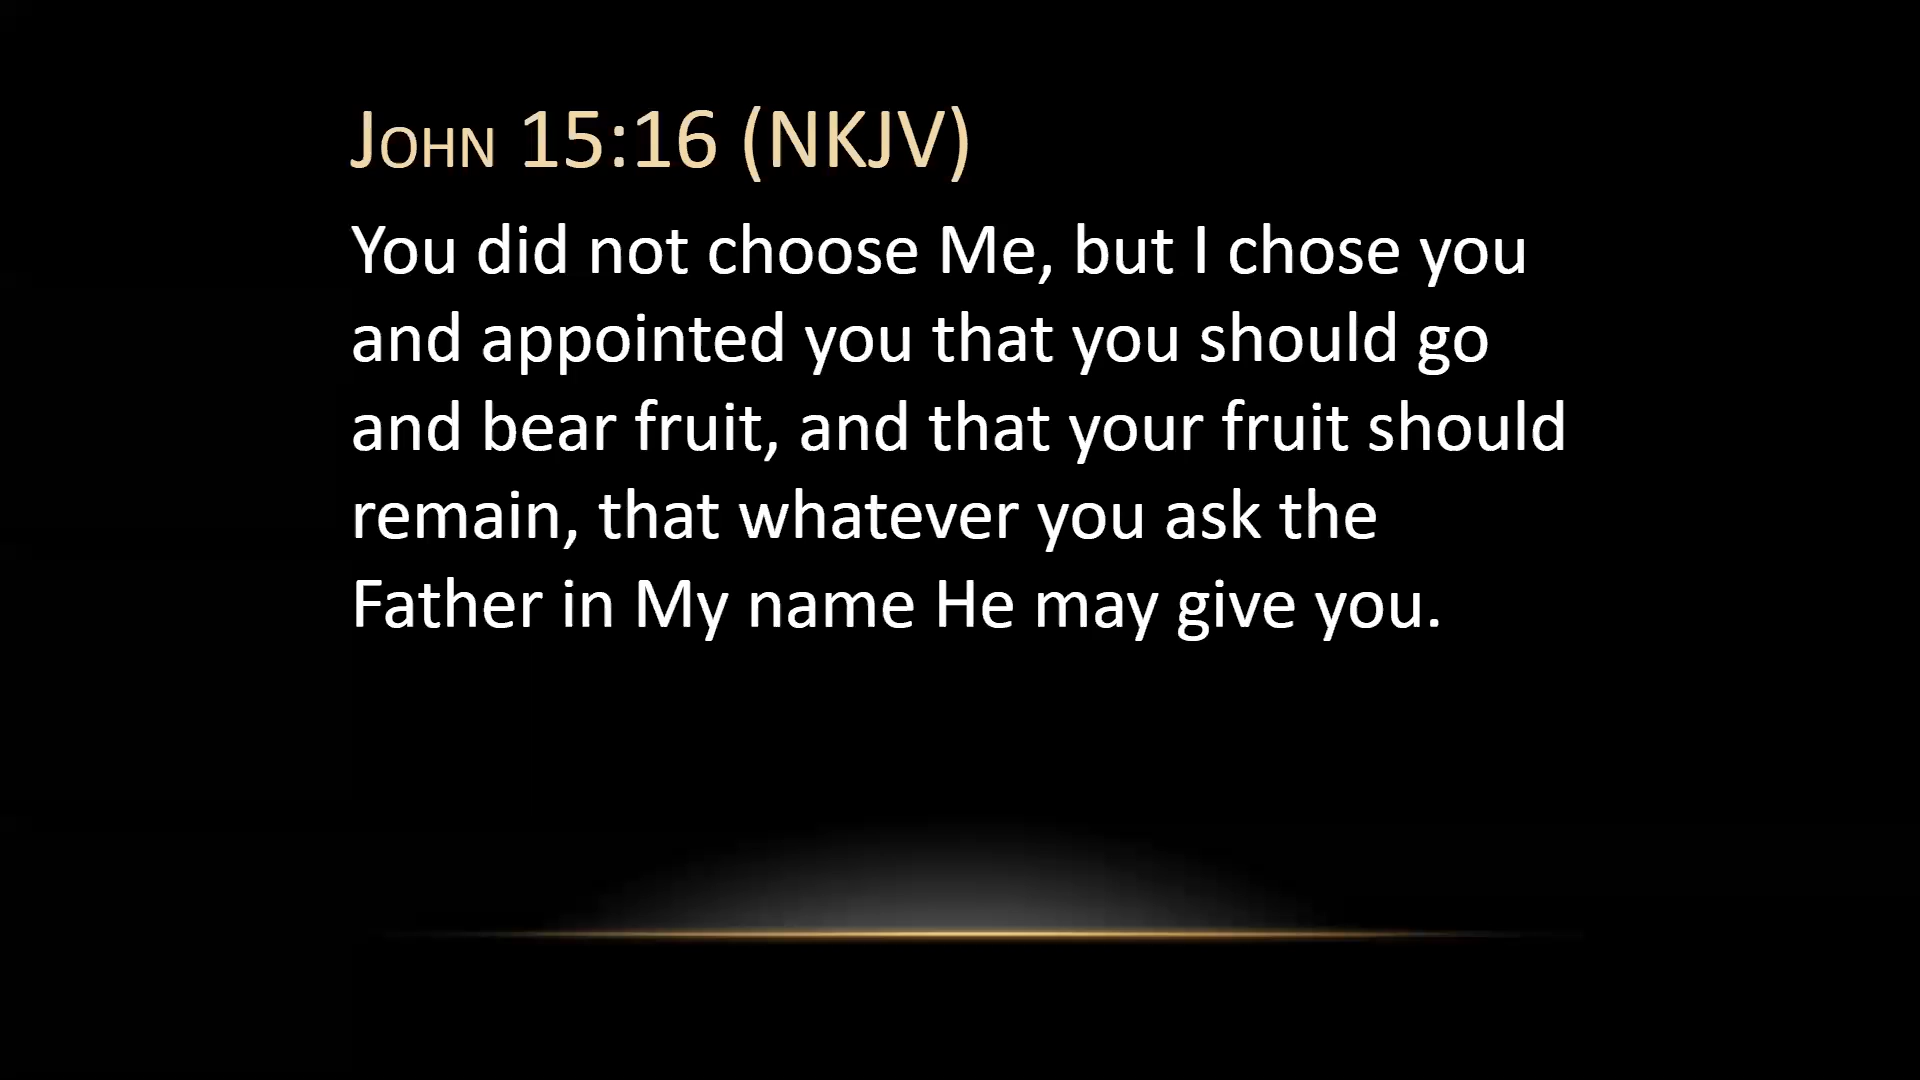 John 15:16 (NKJV)
You did not choose Me, but I chose you
and appointed you that you should go
and bear fruit, and that your fruit should
remain, that whatever you ask the
Father in My name He may give you.